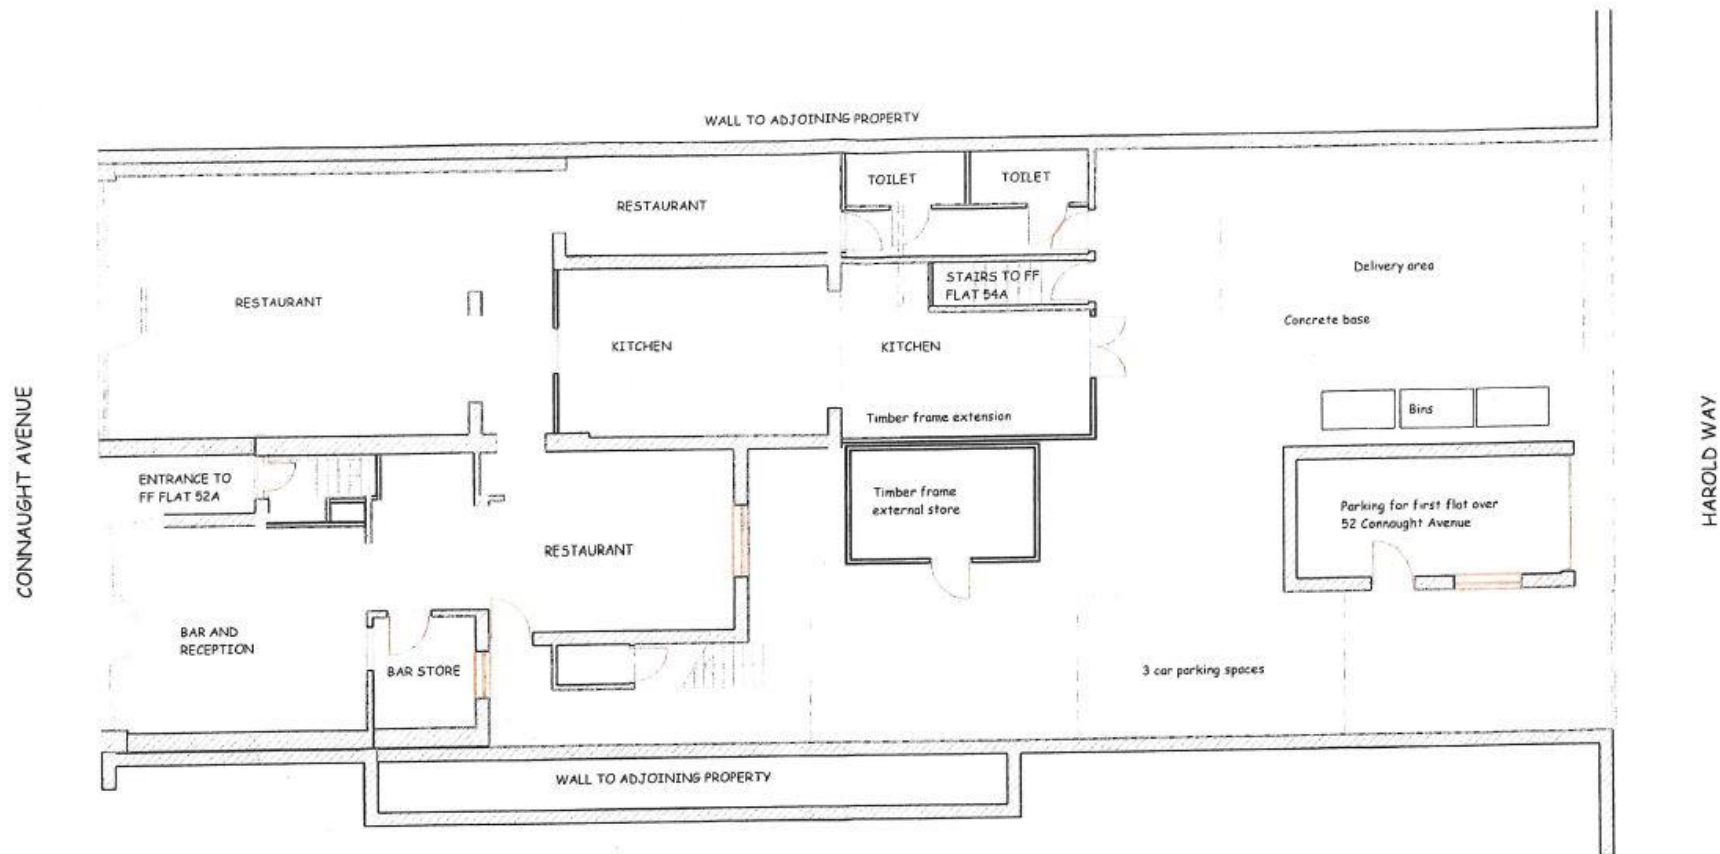 WALL TO ADJOINING PROPERTY
TOILET
TOILET
RESTAURANT
Delivery area
STAIRS TO FF
FLAT 54A
RESTAURANT
Concrete base
KITCHEN
KITCHEN
Timber frame extension
Bins
CONNAUGHT AVENUE
HAROLD WAY
ENTRANCE TO
FF FLAT 52A
Timber frame
external store
Parking for first flat over
52 Connaught Avenue
RESTAURANT
BAR AND
RECEPTION
BAR STORE
3 car parking spaces
WALL TO ADJOINING PROPERTY